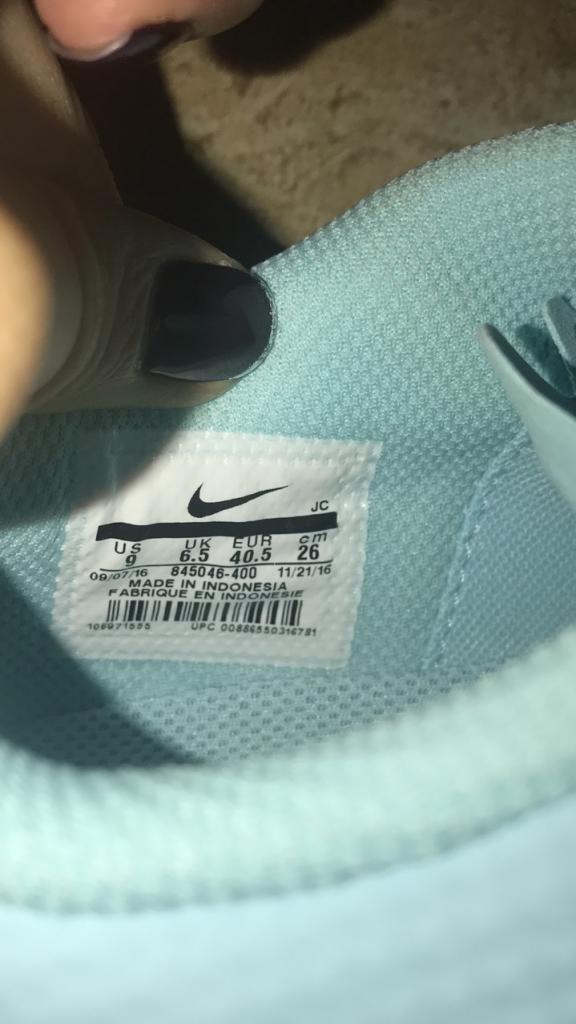 JC
US UK EUR cm
9 6.5 40.5 26
09/07/16 845046-400 11/21/16
MADE IN INDONESIA
FABRIQUE EN INDONESIE
106971555 UPC 00886550316781